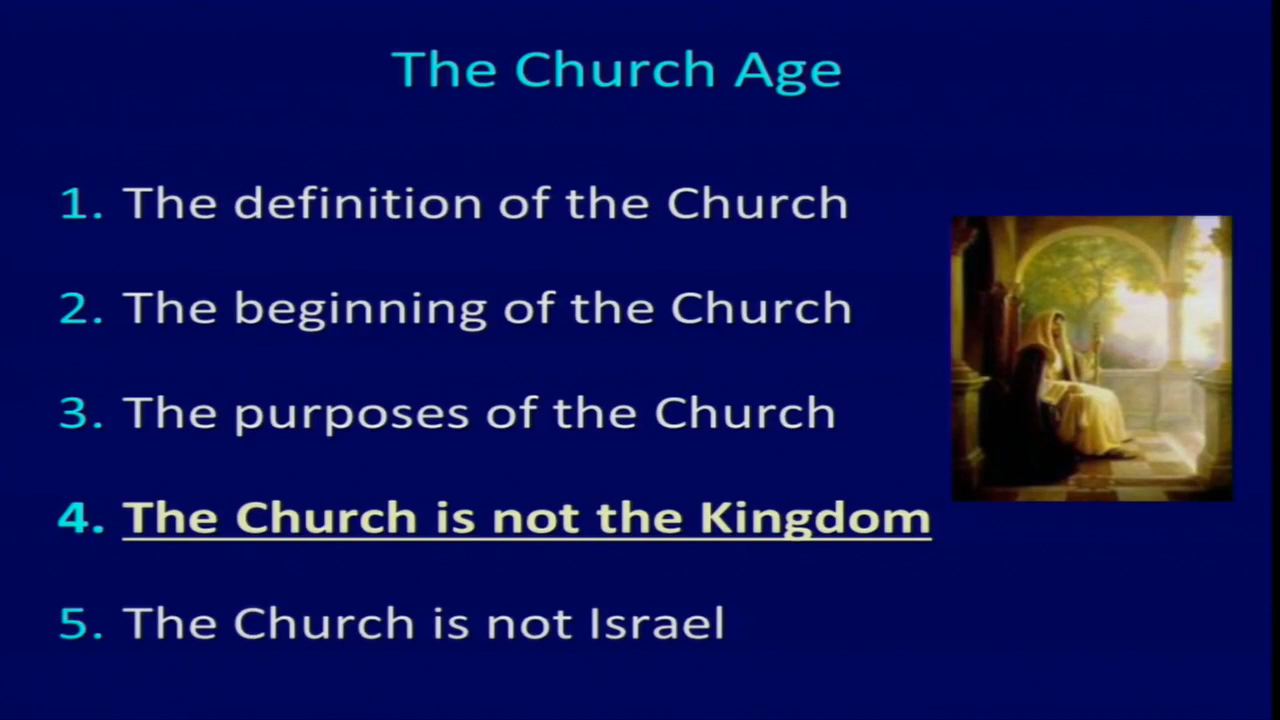 The Church Age
1. The definition of the Church
2. The beginning of the Church
3. The purposes of the Church
4. The Church is not the Kingdom
5. The Church is not Israel